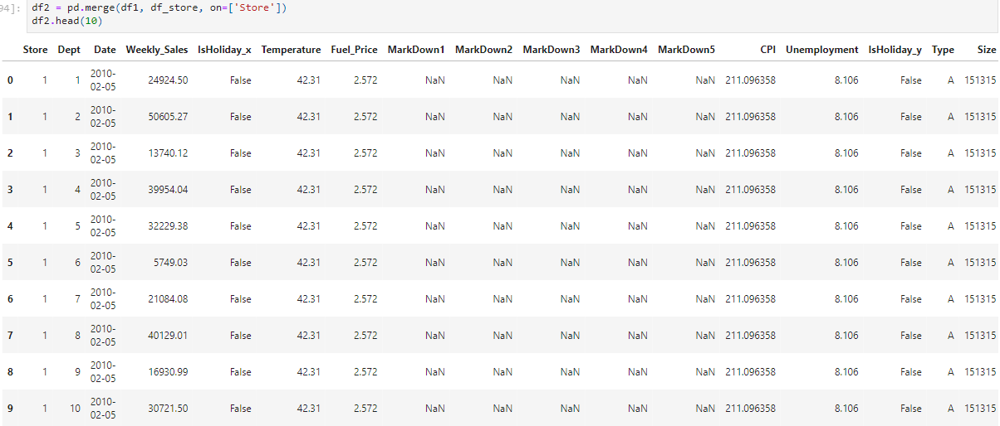 94]: df2 = pd.merge(df1, df_store, on=['Store'])
df2.head(10)
Store Dept Date Weekly_Sales IsHoliday_x Temperature Fuel_Price MarkDown1 MarkDown2 MarkDown3 MarkDown4 MarkDown5 CPI Unemployment IsHoliday_y Type Size
0 1 1 2010-02-05 24924.50 False 42.31 2.572 NaN NaN NaN NaN NaN 211.096358 8.106 False A 151315
1 1 2 2010-02-05 50605.27 False 42.31 2.572 NaN NaN NaN NaN NaN 211.096358 8.106 False A 151315
2 1 3 2010-02-05 13740.12 False 42.31 2.572 NaN NaN NaN NaN NaN 211.096358 8.106 False A 151315
3 1 4 2010-02-05 39954.04 False 42.31 2.572 NaN NaN NaN NaN NaN 211.096358 8.106 False A 151315
4 1 5 2010-02-05 32229.38 False 42.31 2.572 NaN NaN NaN NaN NaN 211.096358 8.106 False A 151315
5 1 6 2010-02-05 5749.03 False 42.31 2.572 NaN NaN NaN NaN NaN 211.096358 8.106 False A 151315
6 1 7 2010-02-05 21084.08 False 42.31 2.572 NaN NaN NaN NaN NaN 211.096358 8.106 False A 151315
7 1 8 2010-02-05 40129.01 False 42.31 2.572 NaN NaN NaN NaN NaN 211.096358 8.106 False A 151315
8 1 9 2010-02-05 16930.99 False 42.31 2.572 NaN NaN NaN NaN NaN 211.096358 8.106 False A 151315
9 1 10 2010-02-05 30721.50 False 42.31 2.572 NaN NaN NaN NaN NaN 211.096358 8.106 False A 151315